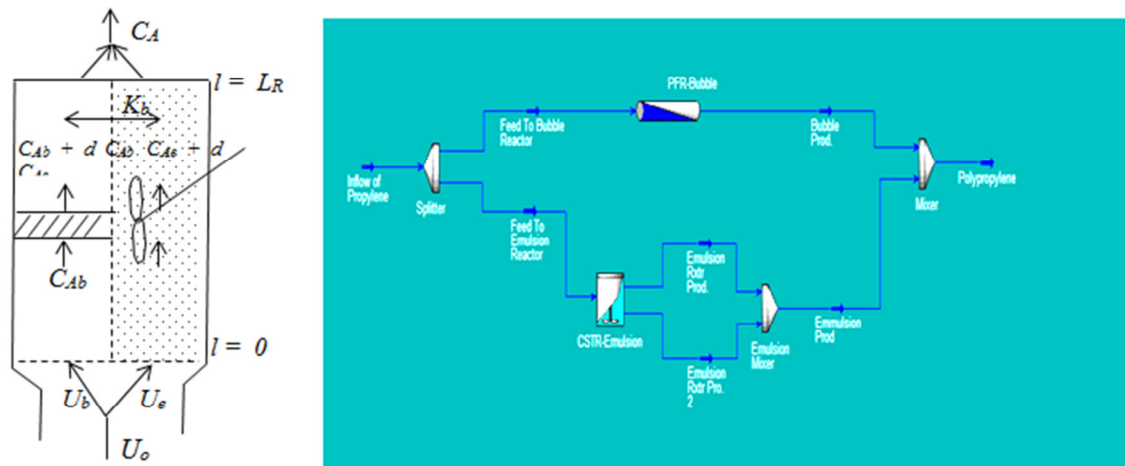 C_A
l = L_R
K_b
C_Ab + d C_Ab C_Ae + d
C_Ab
l = 0
U_b U_e
U_o
PFR-Bubble
Feed To Bubble
Reactor
Bubble
Prod.
Inflow of
Propylene
Splitter
Mixer
Polypropylene
Feed To
Emulsion
Reactor
Emulsion
Rxtr
Prod.
CSTR-Emulsion
Emulsion
Mixer
Emmulsion
Prod
Emulsion
Rxtr Pro.
2